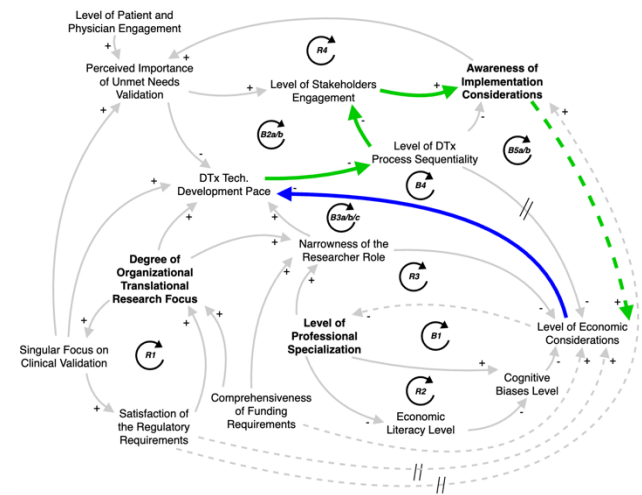 Level of Patient and
Physician Engagement
+
R4
+
Perceived Importance
of Unmet Needs
Validation
+
Level of Stakeholders
Engagement
+
Awareness of
Implementation
Considerations
+
+
B2a/b
-
-
-
Level of DTx
Process Sequentiality
B5a/b
-
DTx Tech.
Development Pace
-
+
B4
-
B3a/b/c
//
+
+
+
Narrowness of the
Researcher Role
+
+
Degree of
Organizational
Translational
Research Focus
R3
+
+
+
Level of
Professional
Specialization
-
B1
-
-
+
Level of Economic
Considerations
Singular Focus on
Clinical Validation
R1
+
-
+
+
Cognitive
Biases Level
R2
+
Satisfaction of
the Regulatory
Requirements
Comprehensiveness
of Funding
Requirements
-
Economic
Literacy Level
-
//
//